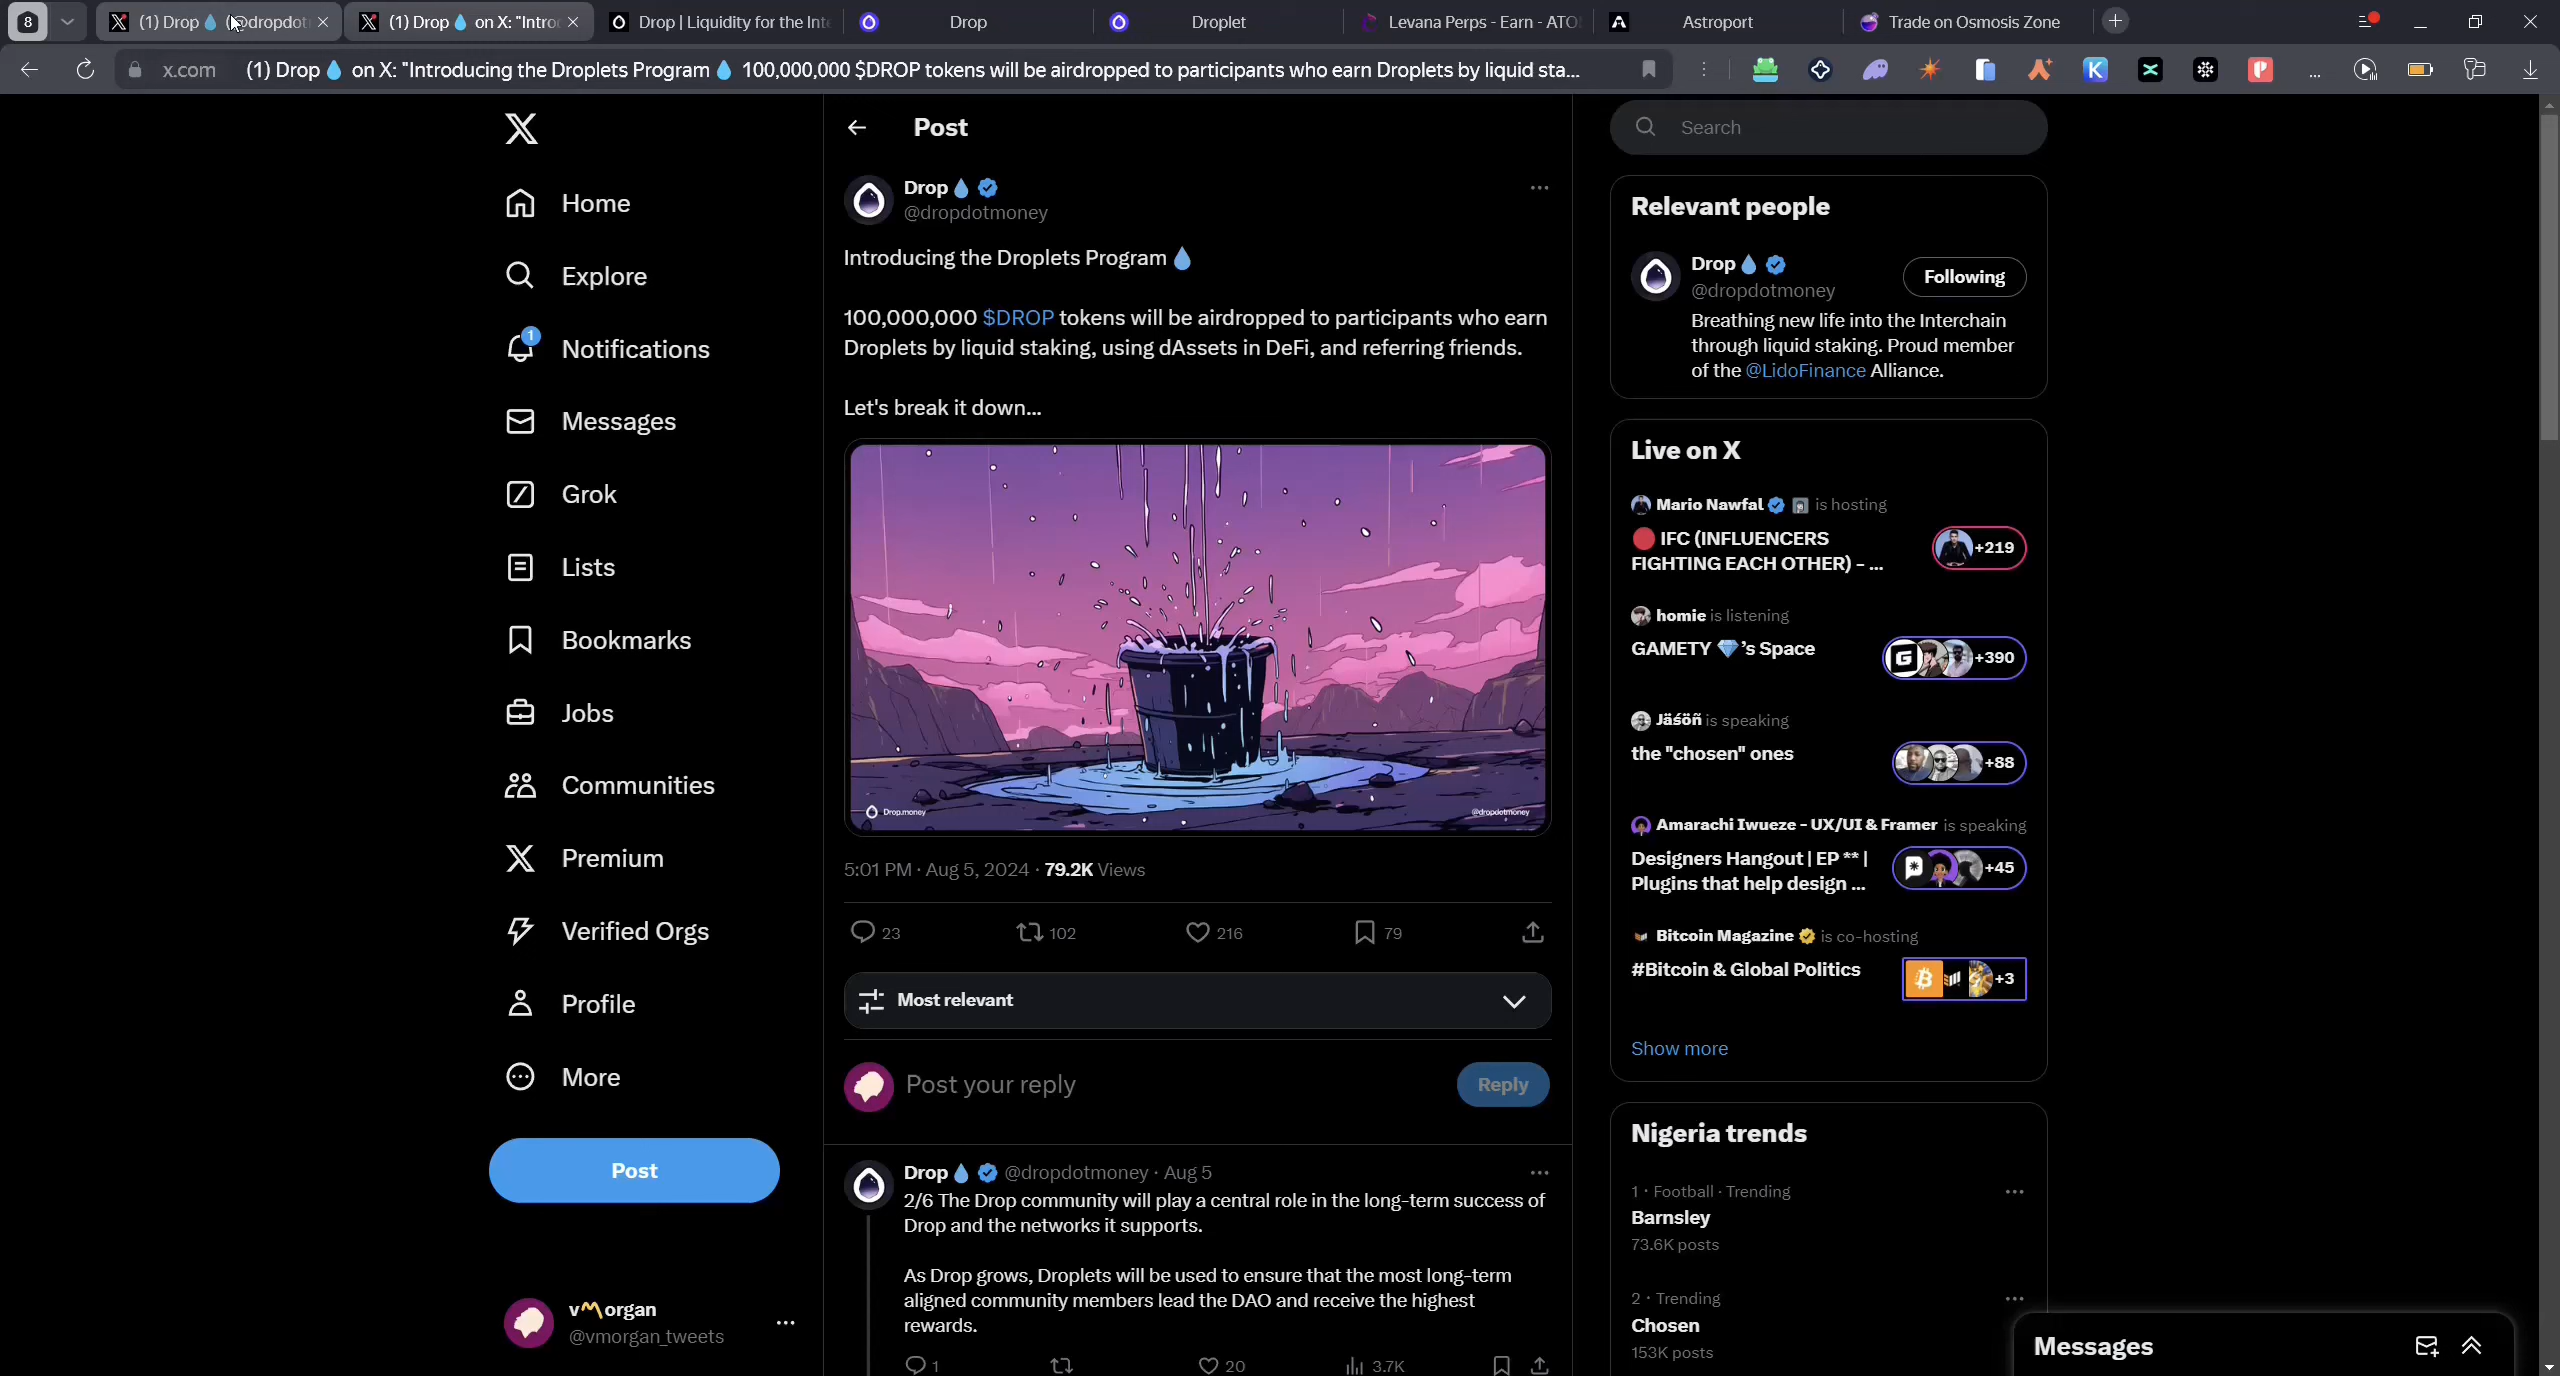 8
(1) Drop💧 (@dropdot
(1) Drop💧 on X: "Introd
Drop | Liquidity for the Int
Drop
Droplet
Levana Perps - Earn - ATO
Astroport
Trade on Osmosis Zone
x.com
(1) Drop💧 on X: "Introducing the Droplets Program💧 100,000,000 $DROP tokens will be airdropped to participants who earn Droplets by liquid sta...
Home
Explore
1
Notifications
Messages
Grok
Lists
Bookmarks
Jobs
Communities
Premium
Verified Orgs
Profile
More
Post
v〽️organ
@vmorgan_tweets
Post
Drop💧
@dropdotmoney
Introducing the Droplets Program💧
100,000,000 $DROP tokens will be airdropped to participants who earn
Droplets by liquid staking, using dAssets in DeFi, and referring friends.
Let's break it down...
Drop.money
@dropdotmoney
5:01 PM · Aug 5, 2024 · 79.2K Views
23
102
216
79
Most relevant
Post your reply
Reply
Drop💧 @dropdotmoney · Aug 5
2/6 The Drop community will play a central role in the long-term success of
Drop and the networks it supports.
As Drop grows, Droplets will be used to ensure that the most long-term
aligned community members lead the DAO and receive the highest
rewards.
1
20
3.7K
Search
Relevant people
Drop💧
@dropdotmoney
Following
Breathing new life into the Interchain
through liquid staking. Proud member
of the @LidoFinance Alliance.
Live on X
Mario Nawfal is hosting
🔴 IFC (INFLUENCERS
FIGHTING EACH OTHER) – ...
+219
homie is listening
GAMETY 💎's Space
+390
Jäśöñ is speaking
the "chosen" ones
+88
Amarachi Iwueze - UX/UI & Framer is speaking
Designers Hangout | EP ** |
Plugins that help design ...
+45
Bitcoin Magazine is co-hosting
#Bitcoin & Global Politics
+3
Show more
Nigeria trends
1 · Football · Trending
Barnsley
73.6K posts
2 · Trending
Chosen
153K posts
Messages